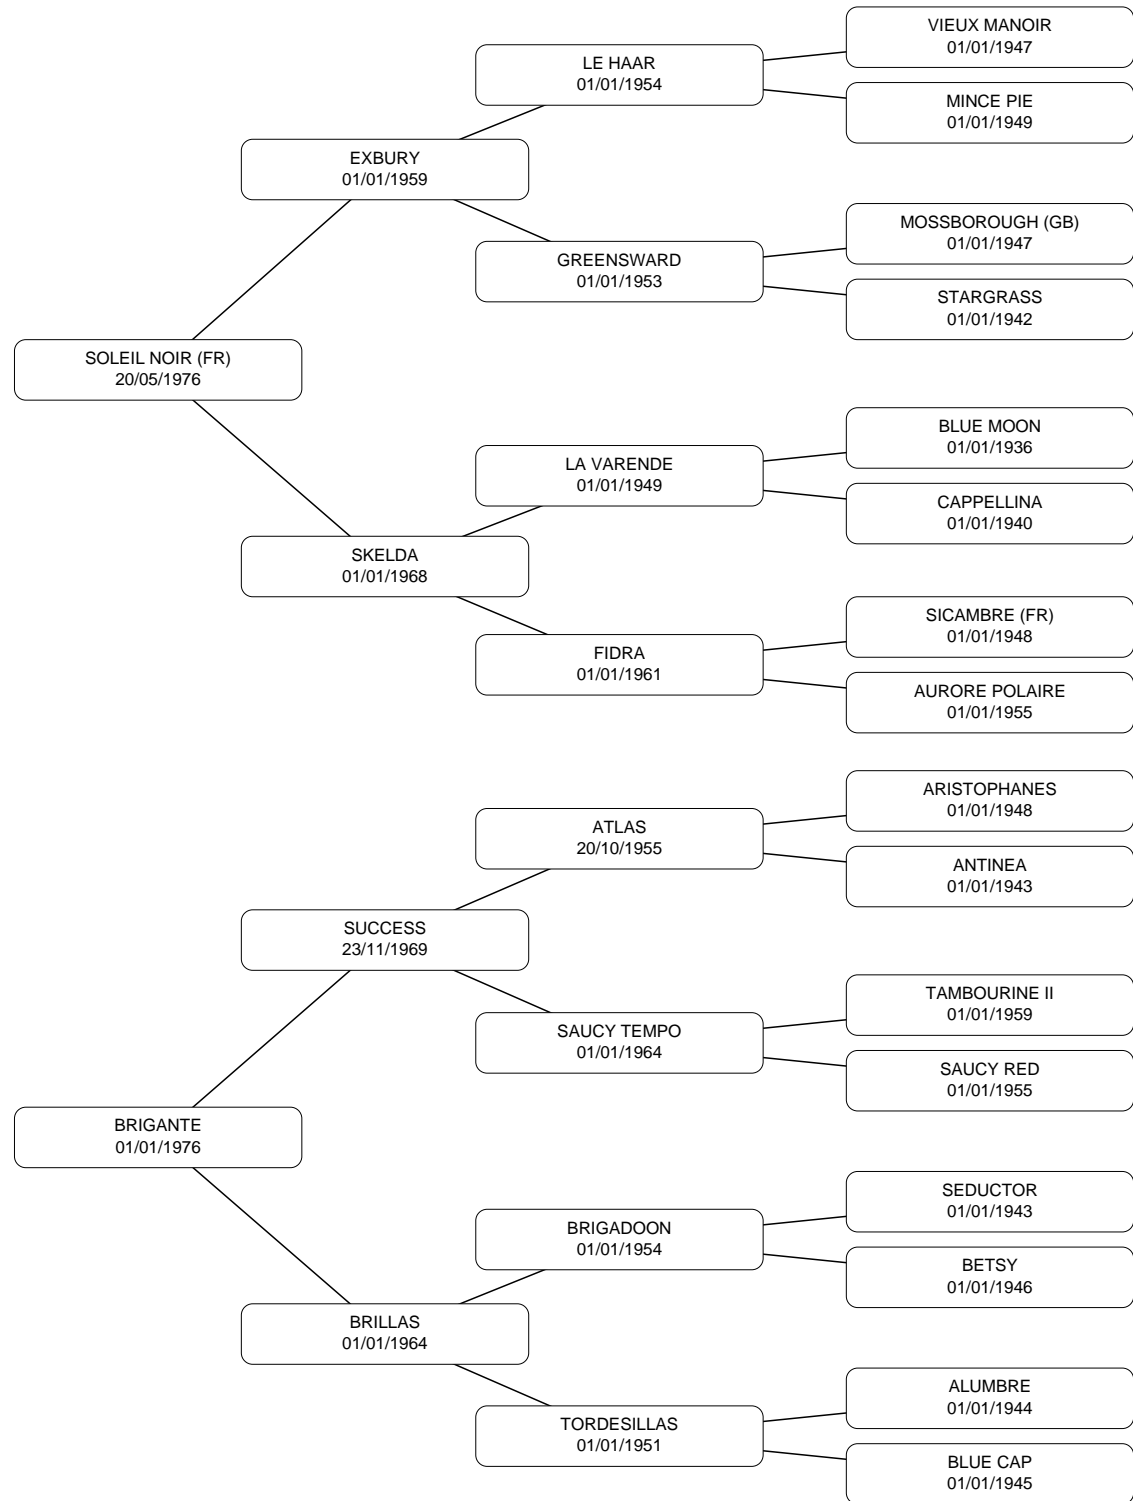 VIEUX MANOIR
01/01/1947
LE HAAR
01/01/1954
MINCE PIE
01/01/1949
EXBURY
01/01/1959
MOSSBOROUGH (GB)
01/01/1947
GREENSWARD
01/01/1953
STARGRASS
01/01/1942
SOLEIL NOIR (FR)
20/05/1976
BLUE MOON
01/01/1936
LA VARENDE
01/01/1949
CAPPELLINA
01/01/1940
SKELDA
01/01/1968
SICAMBRE (FR)
01/01/1948
FIDRA
01/01/1961
AURORE POLAIRE
01/01/1955
ARISTOPHANES
01/01/1948
ATLAS
20/10/1955
ANTINEA
01/01/1943
SUCCESS
23/11/1969
TAMBOURINE II
01/01/1959
SAUCY TEMPO
01/01/1964
SAUCY RED
01/01/1955
BRIGANTE
01/01/1976
SEDUCTOR
01/01/1943
BRIGADOON
01/01/1954
BETSY
01/01/1946
BRILLAS
01/01/1964
ALUMBRE
01/01/1944
TORDESILLAS
01/01/1951
BLUE CAP
01/01/1945